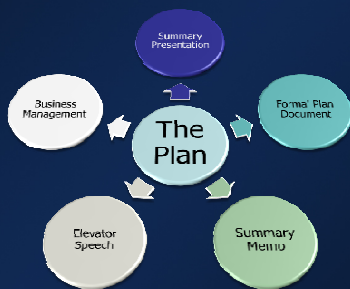 Summary
Presentation
Business
Management
Formal Plan
Document
The
Plan
Elevator
Speech
Summary
Memo